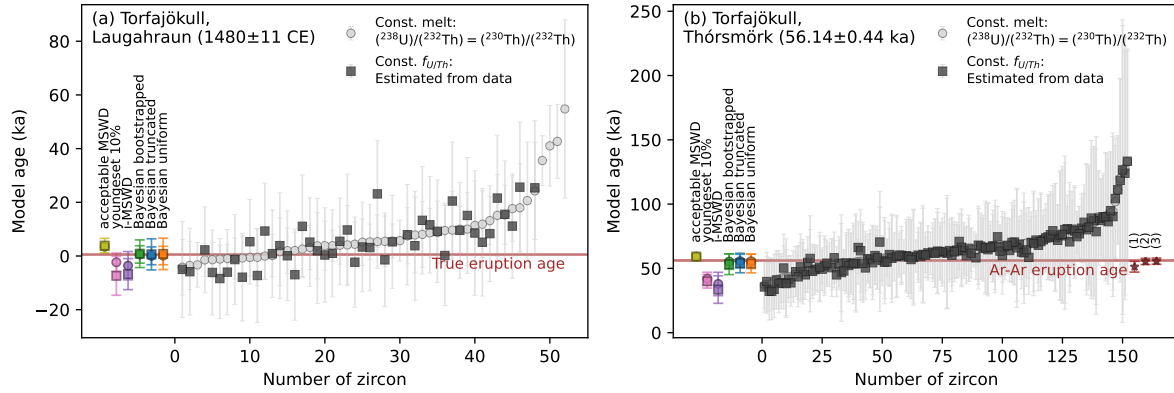 (a) Torfajökull,
Laugahraun (1480±11 CE)
Const. melt:
(²³⁸U)/(²³²Th) = (²³⁰Th)/(²³²Th)
Const. f_U/Th:
Estimated from data
acceptable MSWD
youngeset 10%
l-MSWD
Bayesian bootstrapped
Bayesian truncated
Bayesian uniform
True eruption age
Model age (ka)
80
60
40
20
0
−20
0
10
20
30
40
50
Number of zircon
(b) Torfajökull,
Thórsmörk (56.14±0.44 ka)
Const. melt:
(²³⁸U)/(²³²Th) = (²³⁰Th)/(²³²Th)
Const. f_U/Th:
Estimated from data
acceptable MSWD
youngeset 10%
l-MSWD
Bayesian bootstrapped
Bayesian truncated
Bayesian uniform
(1)
(2)
(3)
Ar-Ar eruption age
Model age (ka)
250
200
150
100
50
0
0
25
50
75
100
125
150
Number of zircon